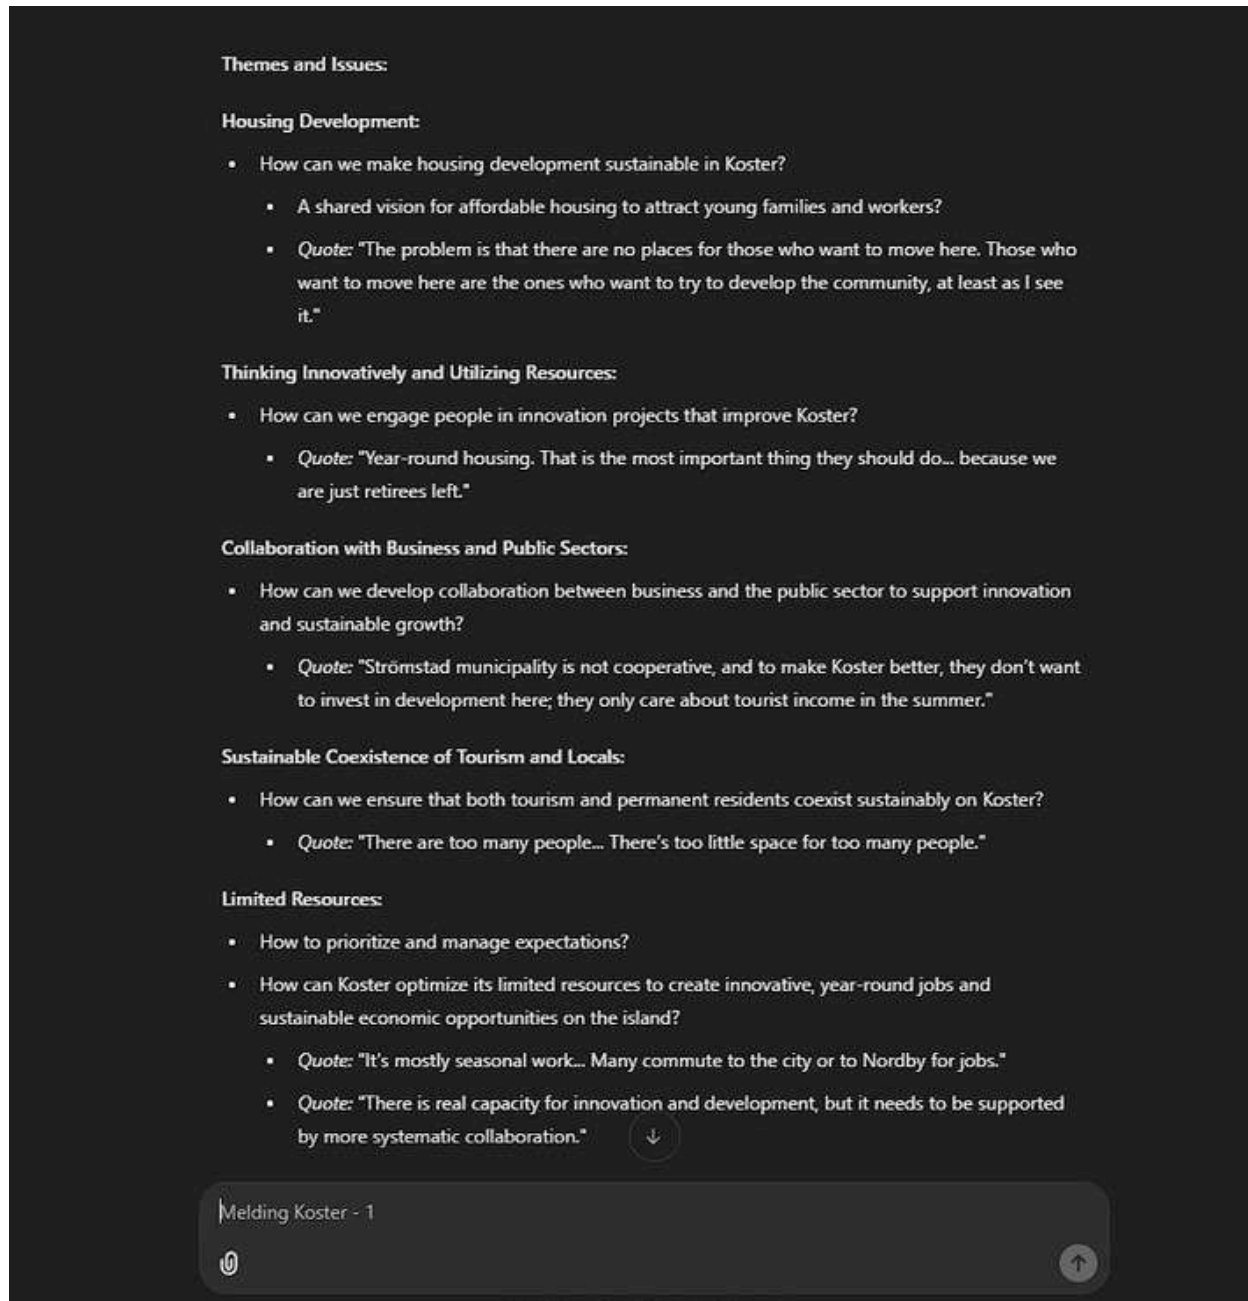 Themes and Issues:
Housing Development:
• How can we make housing development sustainable in Koster?
▪ A shared vision for affordable housing to attract young families and workers?
▪ Quote: "The problem is that there are no places for those who want to move here. Those who
want to move here are the ones who want to try to develop the community, at least as I see
it."
Thinking Innovatively and Utilizing Resources:
• How can we engage people in innovation projects that improve Koster?
▪ Quote: "Year-round housing. That is the most important thing they should do... because we
are just retirees left."
Collaboration with Business and Public Sectors:
• How can we develop collaboration between business and the public sector to support innovation
and sustainable growth?
▪ Quote: "Strömstad municipality is not cooperative, and to make Koster better, they don't want
to invest in development here; they only care about tourist income in the summer."
Sustainable Coexistence of Tourism and Locals:
• How can we ensure that both tourism and permanent residents coexist sustainably on Koster?
▪ Quote: "There are too many people... There's too little space for too many people."
Limited Resources:
• How to prioritize and manage expectations?
• How can Koster optimize its limited resources to create innovative, year-round jobs and
sustainable economic opportunities on the island?
▪ Quote: "It's mostly seasonal work... Many commute to the city or to Nordby for jobs."
▪ Quote: "There is real capacity for innovation and development, but it needs to be supported
by more systematic collaboration."
Melding Koster - 1